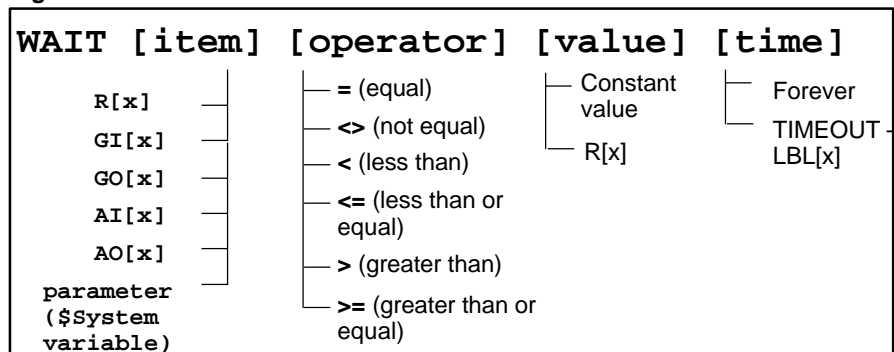 WAIT [item] [operator] [value] [time]
R[x]
GI[x]
GO[x]
AI[x]
AO[x]
parameter
($System
variable)
= (equal)
<> (not equal)
< (less than)
<= (less than or
equal)
> (greater than)
>= (greater than or
equal)
Constant
value
R[x]
Forever
TIMEOUT -
LBL[x]